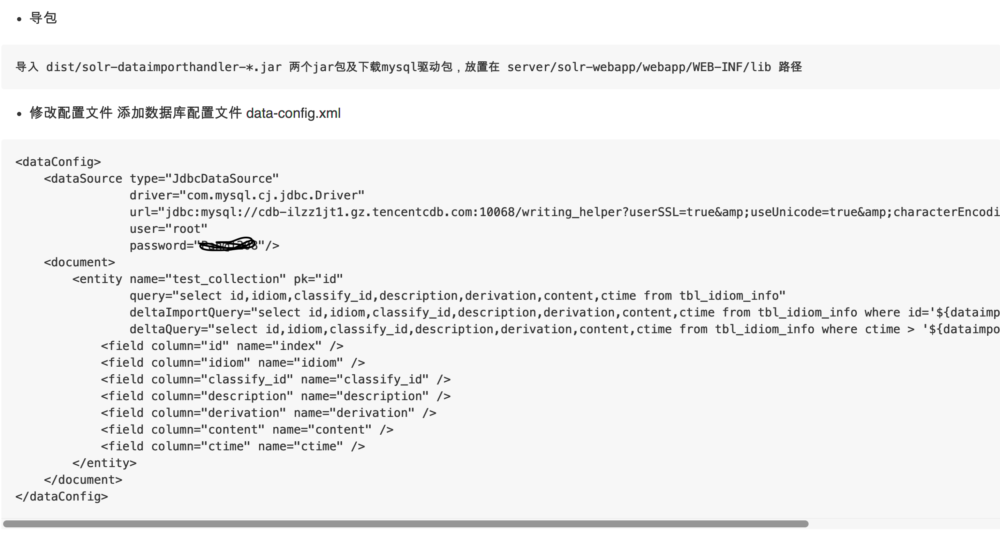 导包
导入 dist/solr-dataimporthandler-*.jar 两个jar包及下载mysql驱动包，放置在 server/solr-webapp/webapp/WEB-INF/lib 路径
修改配置文件 添加数据库配置文件 data-config.xml
<dataConfig>
<dataSource type="JdbcDataSource"
driver="com.mysql.cj.jdbc.Driver"
url="jdbc:mysql://cdb-ilzz1jt1.gz.tencentcdb.com:10068/writing_helper?userSSL=true&amp;useUnicode=true&amp;characterEncodi
user="root"
password=""/>
<document>
<entity name="test_collection" pk="id"
query="select id,idiom,classify_id,description,derivation,content,ctime from tbl_idiom_info"
deltaImportQuery="select id,idiom,classify_id,description,derivation,content,ctime from tbl_idiom_info where id='${dataimp
deltaQuery="select id,idiom,classify_id,description,derivation,content,ctime from tbl_idiom_info where ctime > '${dataimpo
<field column="id" name="index" />
<field column="idiom" name="idiom" />
<field column="classify_id" name="classify_id" />
<field column="description" name="description" />
<field column="derivation" name="derivation" />
<field column="content" name="content" />
<field column="ctime" name="ctime" />
</entity>
</document>
</dataConfig>